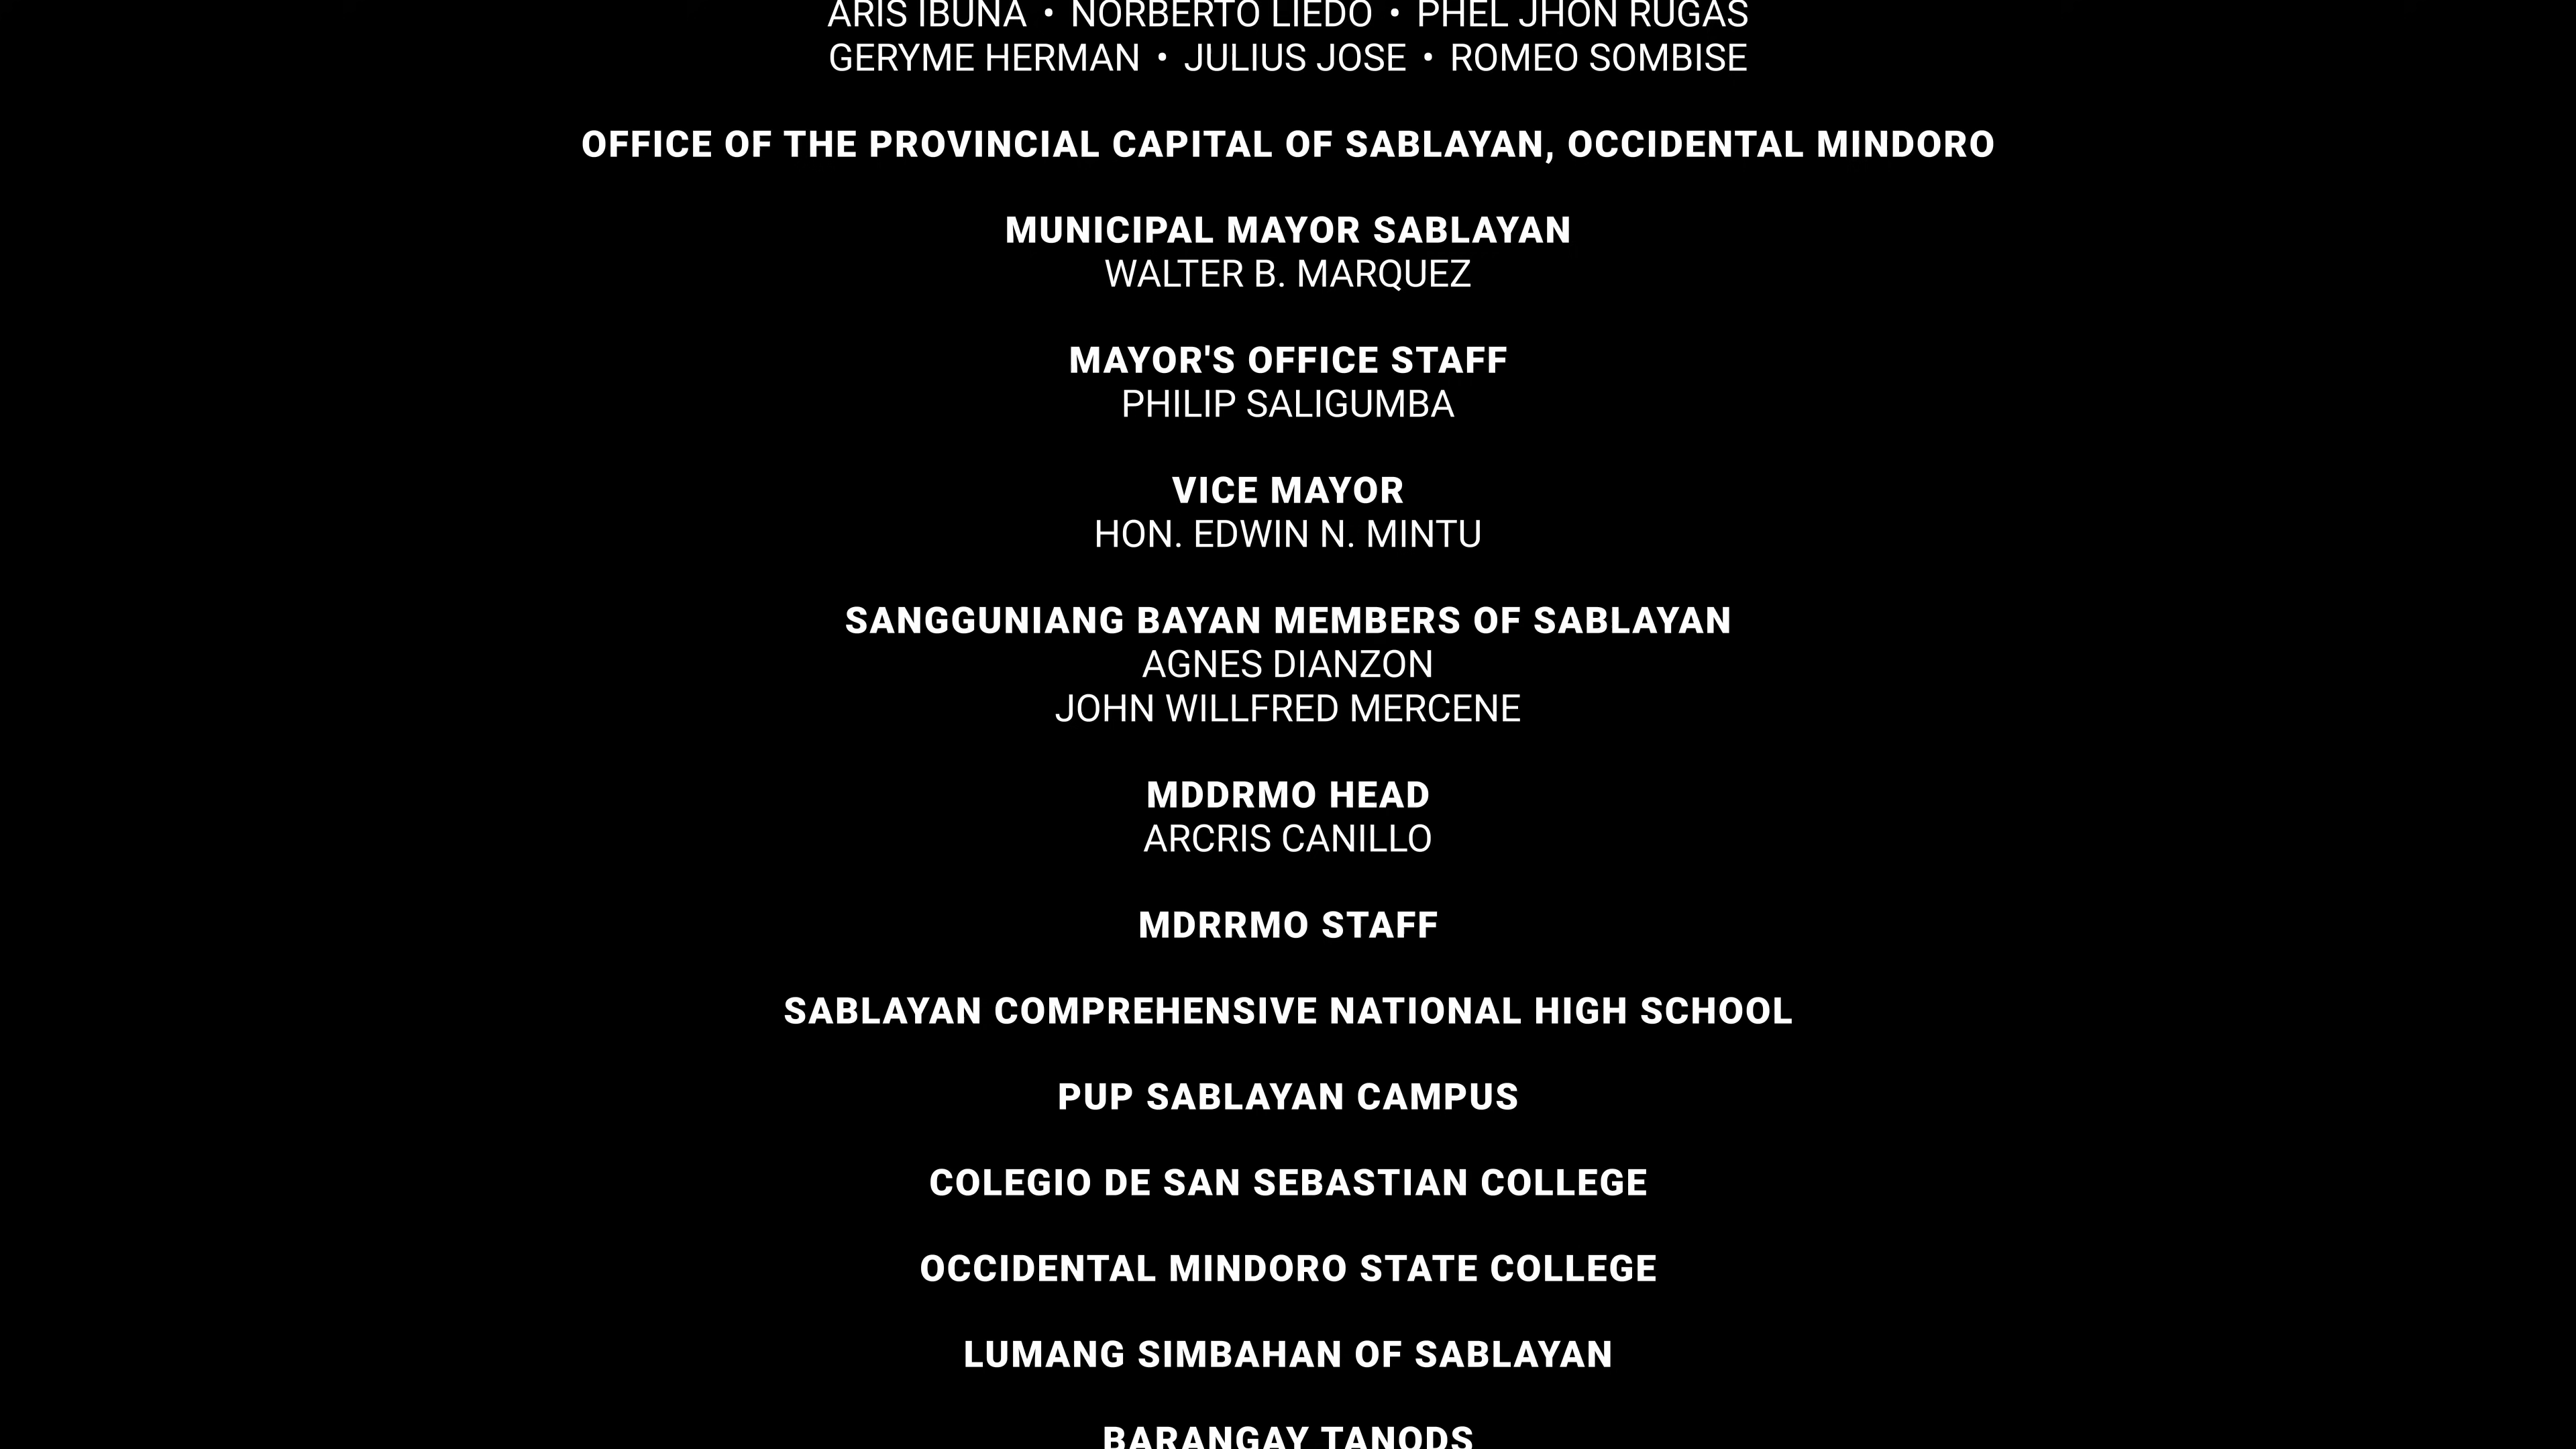 ARIS IBUNA • NORBERTO LIEDO • PHEL JHON RUGAS
GERYME HERMAN • JULIUS JOSE • ROMEO SOMBISE
OFFICE OF THE PROVINCIAL CAPITAL OF SABLAYAN, OCCIDENTAL MINDORO
MUNICIPAL MAYOR SABLAYAN
WALTER B. MARQUEZ
MAYOR'S OFFICE STAFF
PHILIP SALIGUMBA
VICE MAYOR
HON. EDWIN N. MINTU
SANGGUNIANG BAYAN MEMBERS OF SABLAYAN
AGNES DIANZON
JOHN WILLFRED MERCENE
MDDRMO HEAD
ARCRIS CANILLO
MDRRMO STAFF
SABLAYAN COMPREHENSIVE NATIONAL HIGH SCHOOL
PUP SABLAYAN CAMPUS
COLEGIO DE SAN SEBASTIAN COLLEGE
OCCIDENTAL MINDORO STATE COLLEGE
LUMANG SIMBAHAN OF SABLAYAN
BARANGAY TANODS